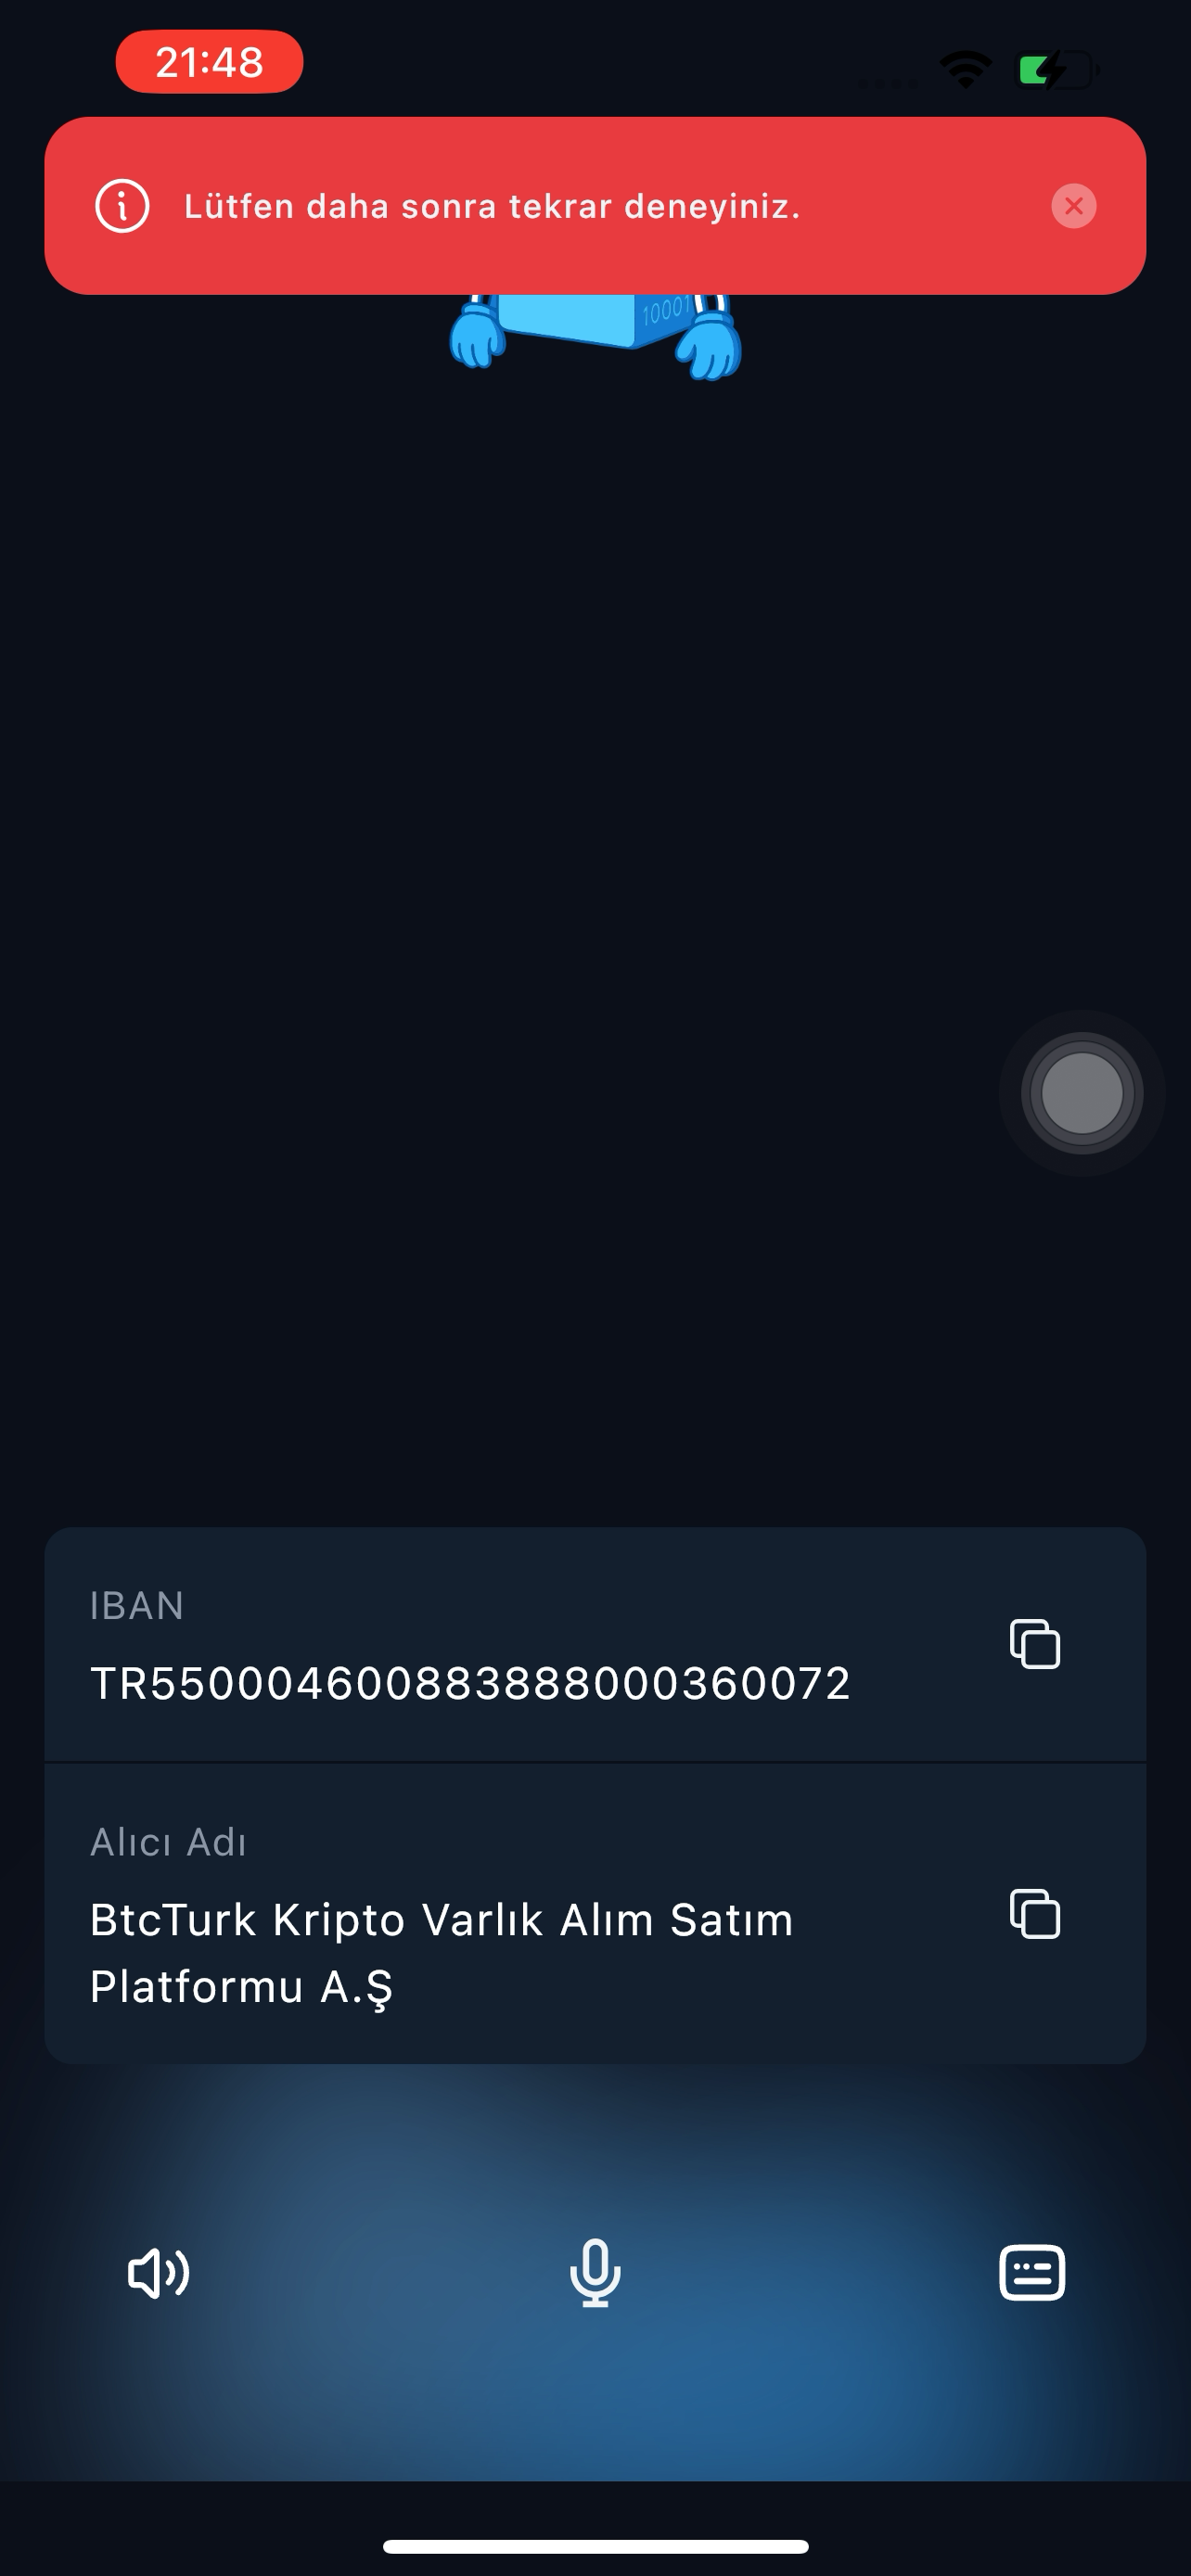 21:48
Lütfen daha sonra tekrar deneyiniz.
10001
IBAN
TR550004600883888000360072
Alıcı Adı
BtcTurk Kripto Varlık Alım Satım
Platformu A.Ş